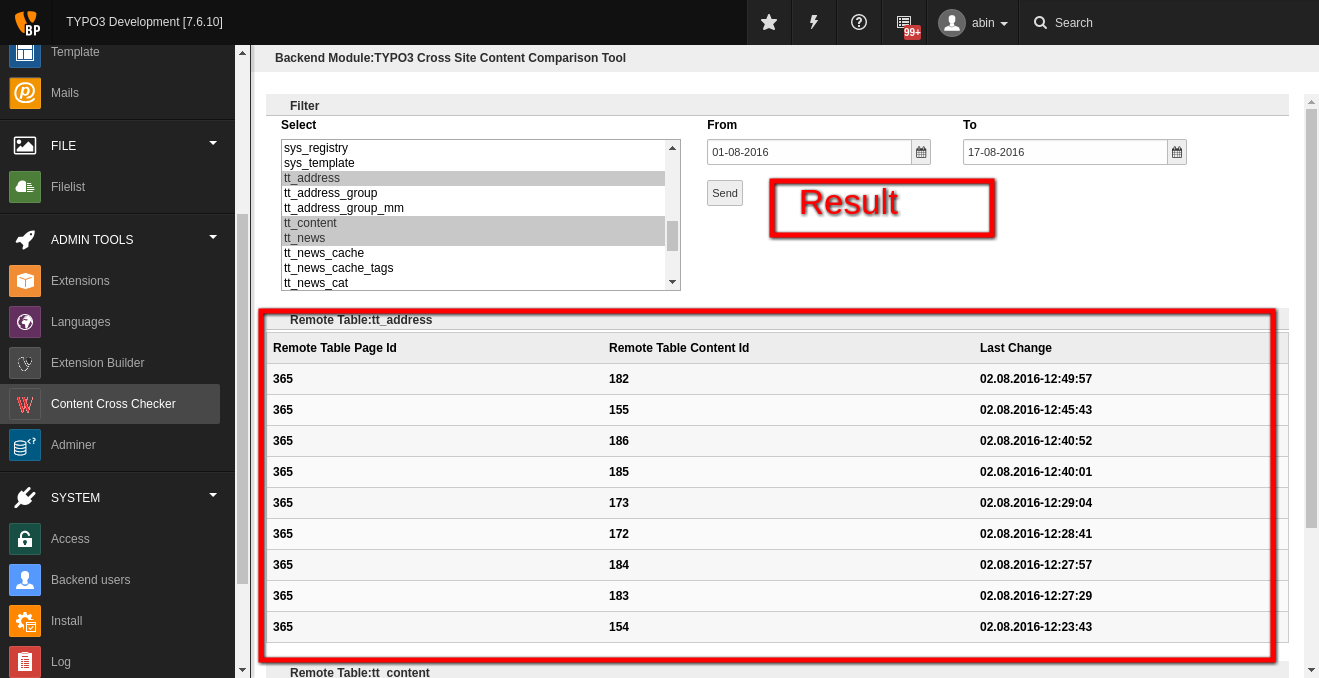 BP
TYPO3 Development [7.6.10]
99+
abin
Search
Template
Mails
FILE
Filelist
ADMIN TOOLS
Extensions
Languages
Extension Builder
Content Cross Checker
Adminer
SYSTEM
Access
Backend users
Install
Log
Backend Module:TYPO3 Cross Site Content Comparison Tool
Filter
Select
From
To
sys_registry
sys_template
tt_address
tt_address_group
tt_address_group_mm
tt_content
tt_news
tt_news_cache
tt_news_cache_tags
tt_news_cat
01-08-2016
17-08-2016
Send
Result
Remote Table:tt_address
Remote Table Page Id Remote Table Content Id Last Change
365 182 02.08.2016-12:49:57
365 155 02.08.2016-12:45:43
365 186 02.08.2016-12:40:52
365 185 02.08.2016-12:40:01
365 173 02.08.2016-12:29:04
365 172 02.08.2016-12:28:41
365 184 02.08.2016-12:27:57
365 183 02.08.2016-12:27:29
365 154 02.08.2016-12:23:43
Remote Table:tt_content